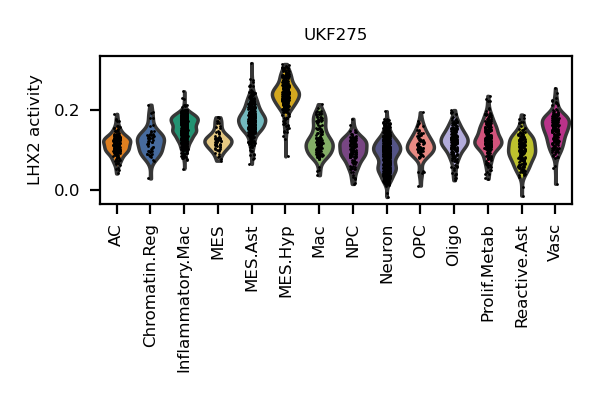 UKF275
LHX2 activity
0.2
0.0
AC
Chromatin.Reg
Inflammatory.Mac
MES
MES.Ast
MES.Hyp
Mac
NPC
Neuron
OPC
Oligo
Prolif.Metab
Reactive.Ast
Vasc